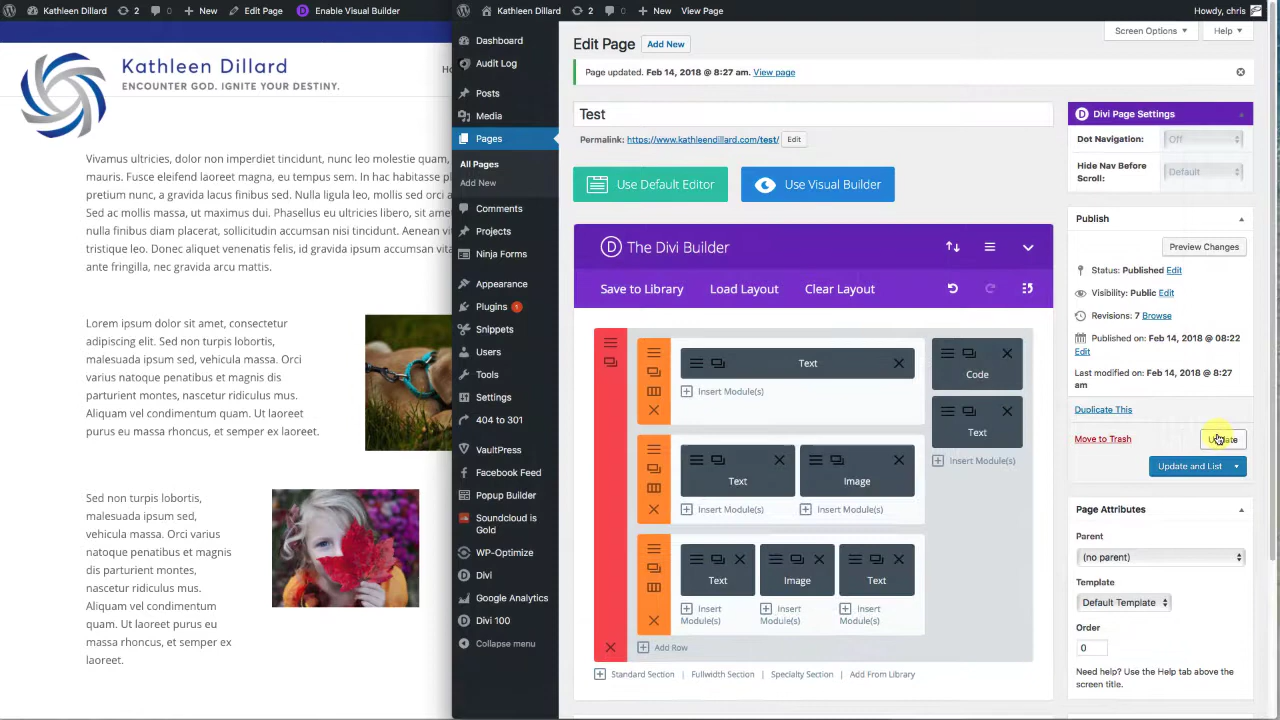 Kathleen Dillard
2
0
New
Edit Page
Enable Visual Builder
Kathleen Dillard
ENCOUNTER GOD. IGNITE YOUR DESTINY.
Vivamus ultricies, dolor non imperdiet tincidunt, nunc leo molestie quam,
mauris. Fusce eleifend laoreet magna, eu tempus sem. Morbi
pretium nunc, a gravida lacus finibus sed. Nulla ligula mi, lobortis sed orci
Sed ac mollis massa, ut maximus dui. Phasellus eu ultricies libero, sit ame
nulla finibus diam placerat, sollicitudin accumsan nisi tincidunt. Aenean v
tristique leo. Donec aliquet venenatis felis, id gravida ipsum accumsan
ante fringilla, nec gravida arcu mattis.
Lorem ipsum dolor sit amet, consectetur
adipiscing elit. Sed non turpis lobortis,
malesuada ipsum sed, vehicula massa. Orci
varius natoque penatibus et magnis dis
parturient montes, nascetur ridiculus mus.
Aliquam vel condimentum quam. Ut laoreet
purus eu massa rhoncus, et semper ex laoreet.
Sed non turpis lobortis,
malesuada ipsum sed,
vehicula massa. Orci varius
natoque penatibus et magnis
dis parturient montes,
nascetur ridiculus mus.
Aliquam vel condimentum
quam. Ut laoreet purus eu
massa rhoncus, et semper ex
laoreet.
Kathleen Dillard
2
0
New
View Page
Howdy, chris
Dashboard
Audit Log
Posts
Media
Pages
All Pages
Add New
Comments
Projects
Ninja Forms
Appearance
Plugins 1
Snippets
Users
Tools
Settings
404 to 301
VaultPress
Facebook Feed
Popup Builder
Soundcloud is
Gold
WP-Optimize
Divi
Google Analytics
Divi 100
Collapse menu
Screen Options
Help
Edit Page
Add New
Page updated. Feb 14, 2018 @ 8:27 am. View page
Test
Permalink: https://www.kathleendillard.com/test/
Edit
Use Default Editor
Use Visual Builder
D The Divi Builder
Save to Library
Load Layout
Clear Layout
Text
Insert Module(s)
Code
Text
Insert Module(s)
Text
Image
Insert Module(s)
Insert Module(s)
Text
Image
Text
Insert
Module(s)
Insert
Module(s)
Insert
Module(s)
Add Row
Standard Section | Fullwidth Section | Specialty Section | Add From Library
D Divi Page Settings
Dot Navigation:
Off
Hide Nav Before
Scroll:
Default
Publish
Preview Changes
Status: Published Edit
Visibility: Public Edit
Revisions: 7 Browse
Published on: Feb 14, 2018 @ 08:22
Edit
Last modified on: Feb 14, 2018 @ 8:27
am
Duplicate This
Move to Trash
Update
Update and List
Page Attributes
Parent
(no parent)
Template
Default Template
Order
0
Need help? Use the Help tab above the
screen title.